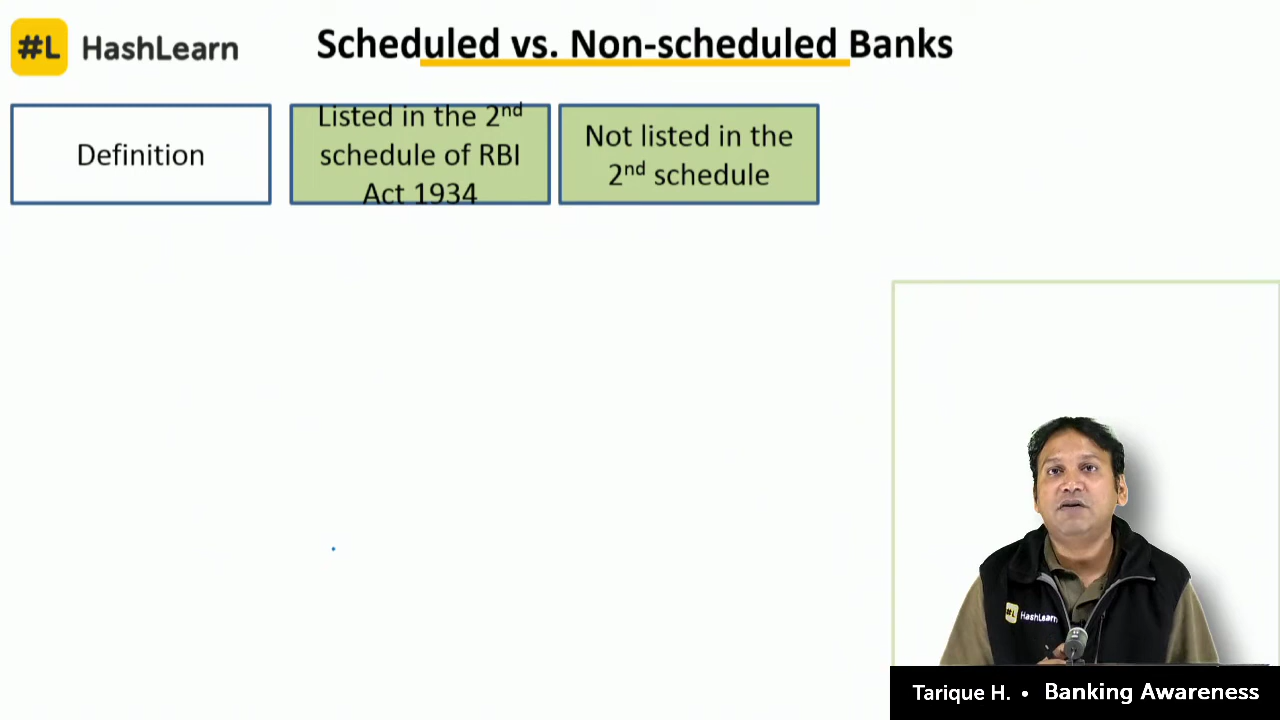 #L HashLearn
Scheduled vs. Non-scheduled Banks
Definition
Listed in the 2nd
schedule of RBI
Act 1934
Not listed in the
2nd schedule
#L HashLearn
Tarique H. • Banking Awareness